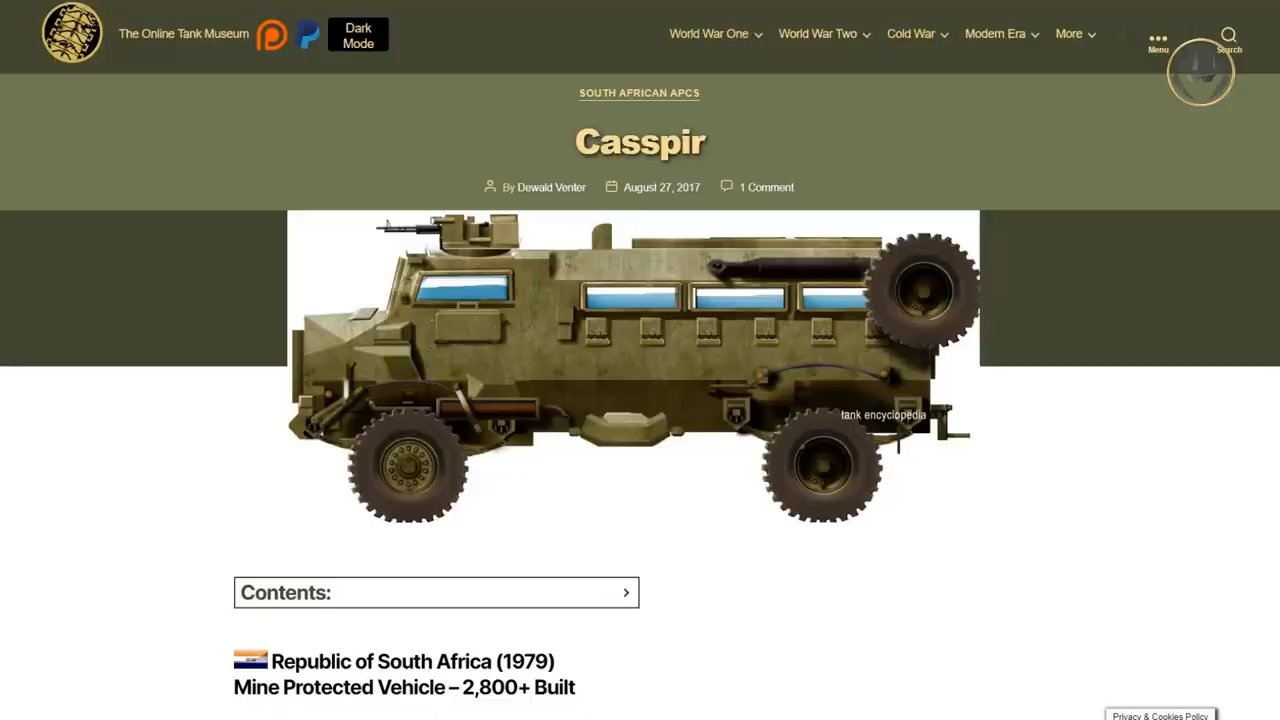 The Online Tank Museum
Dark
Mode
World War One
World War Two
Cold War
Modern Era
More
Menu
Search
SOUTH AFRICAN APCS
Casspir
By Dewald Venter
August 27, 2017
1 Comment
tank encyclopedia
Contents:
Republic of South Africa (1979)
Mine Protected Vehicle – 2,800+ Built
Privacy & Cookies Policy